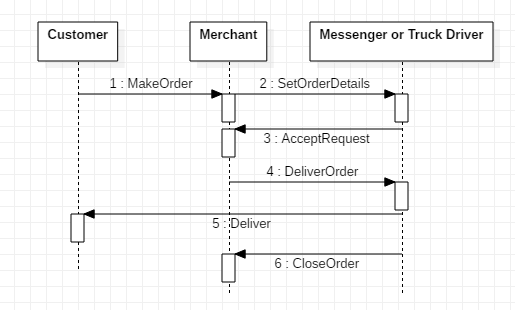 Customer
Merchant
Messenger or Truck Driver
1 : MakeOrder
2 : SetOrderDetails
3 : AcceptRequest
4 : DeliverOrder
5 : Deliver
6 : CloseOrder